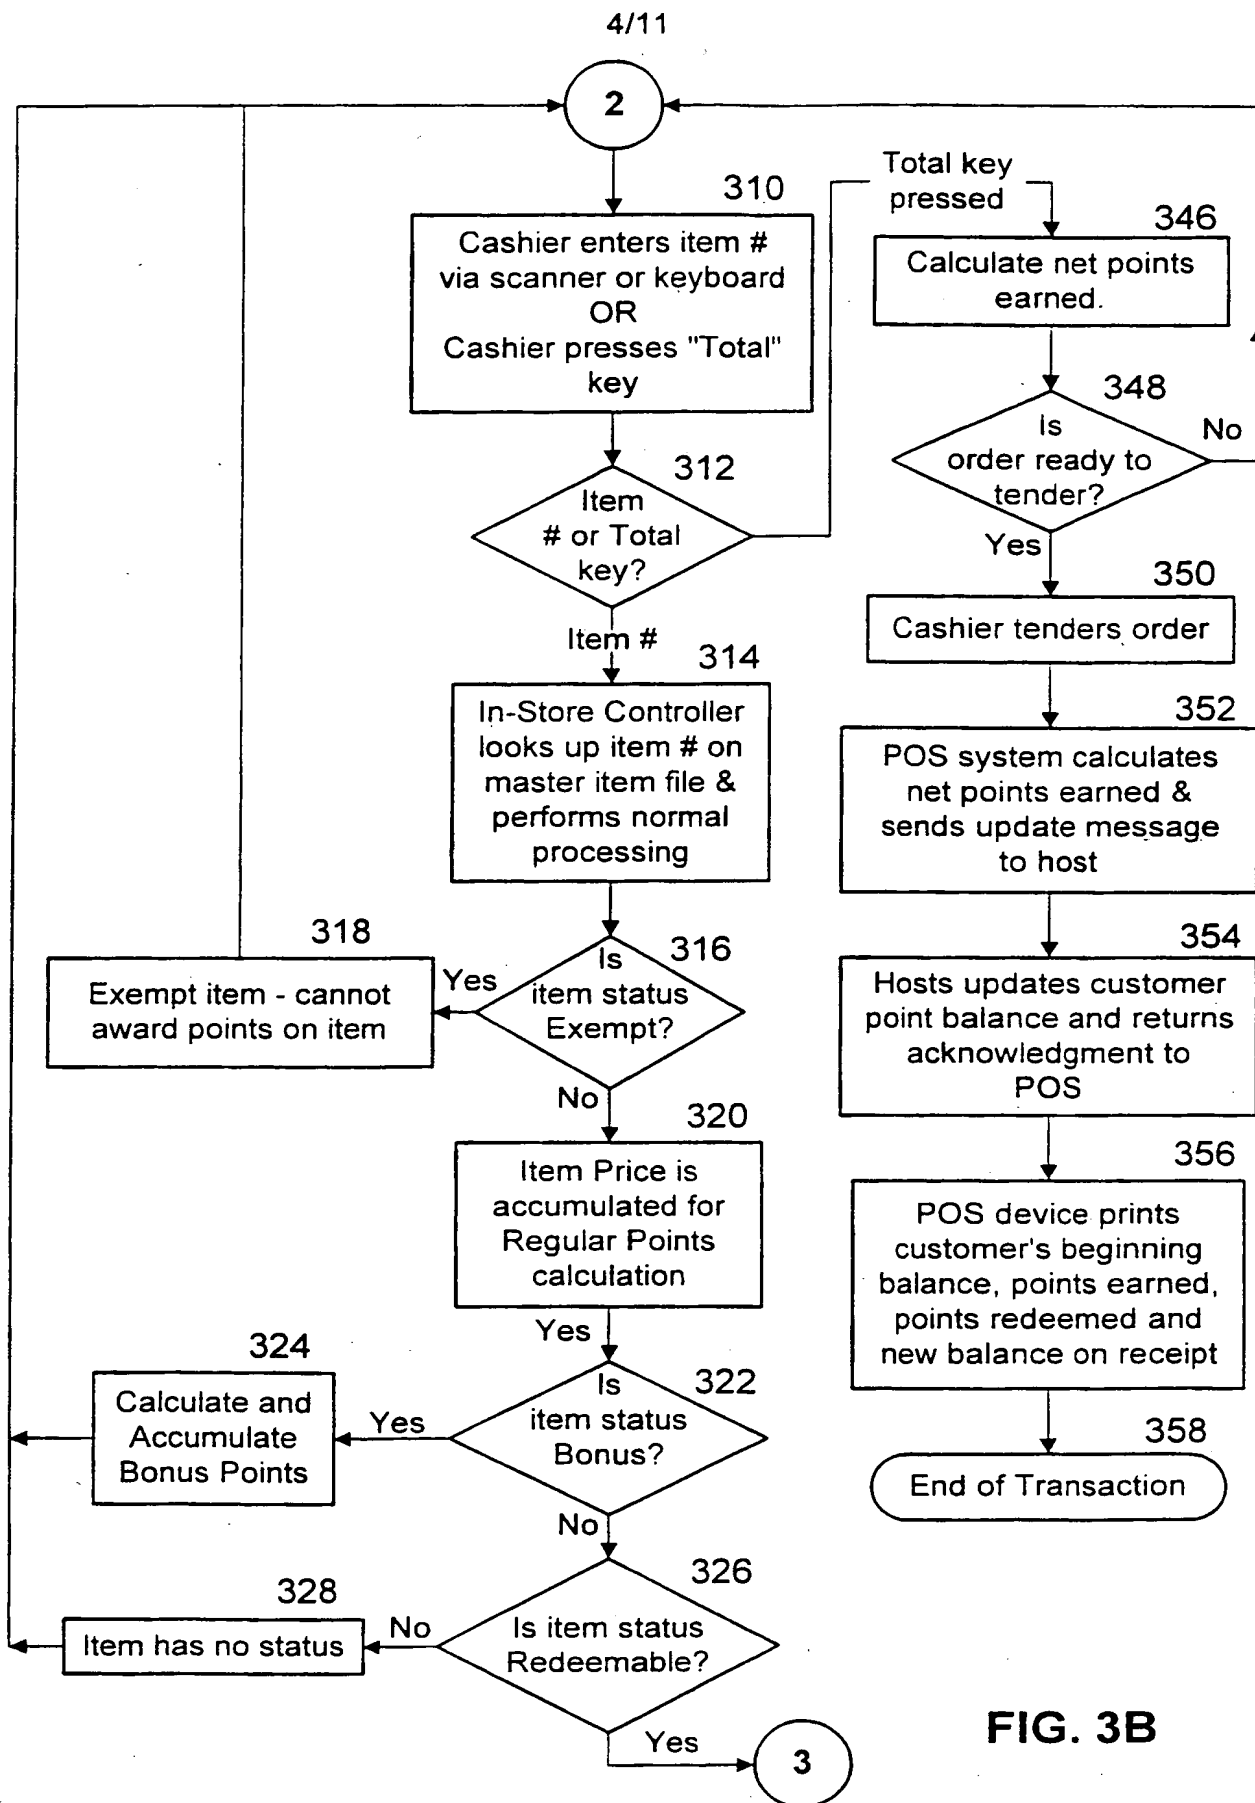 4/11
2
310
Cashier enters item #
via scanner or keyboard
OR
Cashier presses "Total"
key
312
Item
# or Total
key?
Item #
314
In-Store Controller
looks up item # on
master item file &
performs normal
processing
316
Is
item status
Exempt?
Yes
318
Exempt item - cannot
award points on item
No
320
Item Price is
accumulated for
Regular Points
calculation
Yes
322
Is
item status
Bonus?
Yes
324
Calculate and
Accumulate
Bonus Points
No
326
Is item status
Redeemable?
No
328
Item has no status
Yes
3
Total key
pressed
346
Calculate net points
earned.
348
Is
order ready to
tender?
No
Yes
350
Cashier tenders order
352
POS system calculates
net points earned &
sends update message
to host
354
Hosts updates customer
point balance and returns
acknowledgment to
POS
356
POS device prints
customer's beginning
balance, points earned,
points redeemed and
new balance on receipt
358
End of Transaction
FIG. 3B